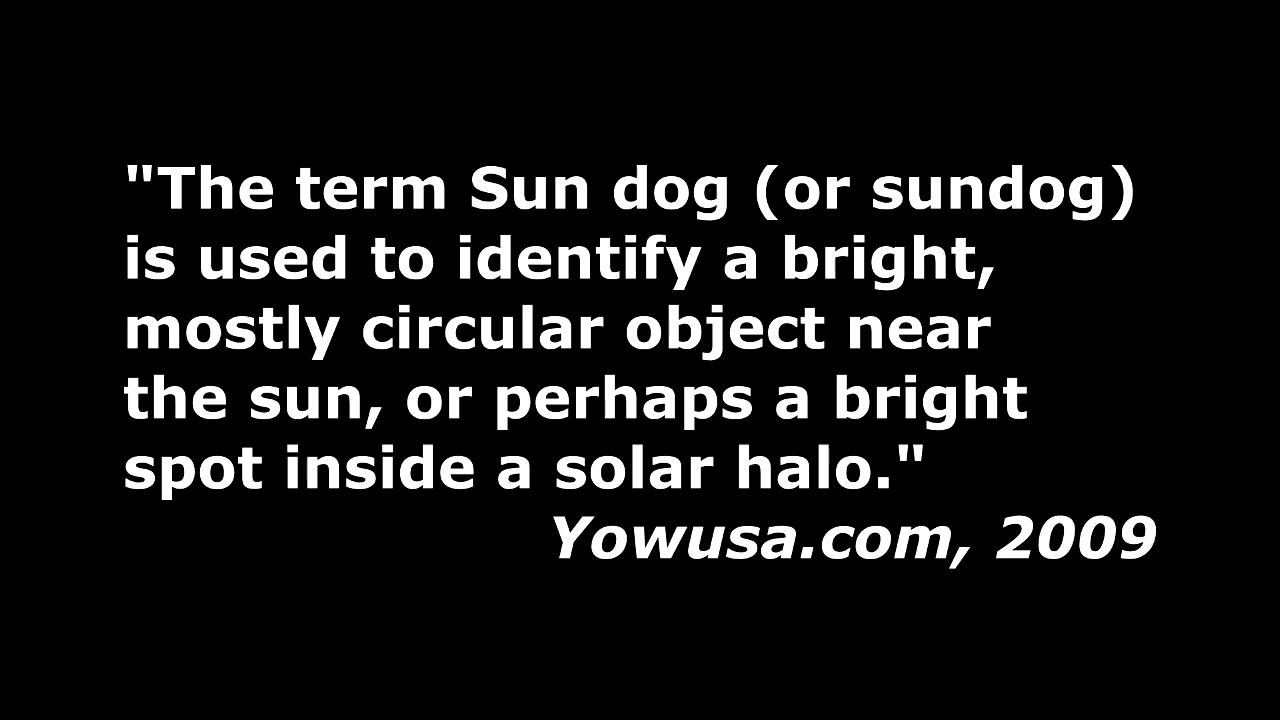 "The term Sun dog (or sundog)
is used to identify a bright,
mostly circular object near
the sun, or perhaps a bright
spot inside a solar halo."
Yowusa.com, 2009